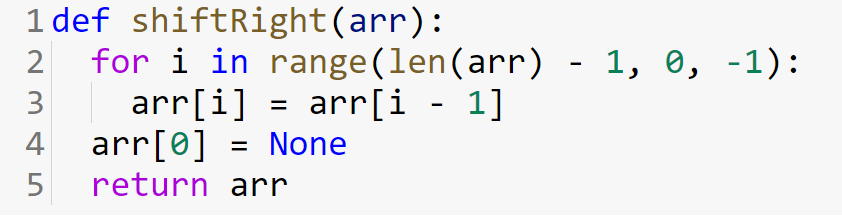 1 def shiftRight(arr):
2   for i in range(len(arr) - 1, 0, -1):
3     arr[i] = arr[i - 1]
4   arr[0] = None
5   return arr